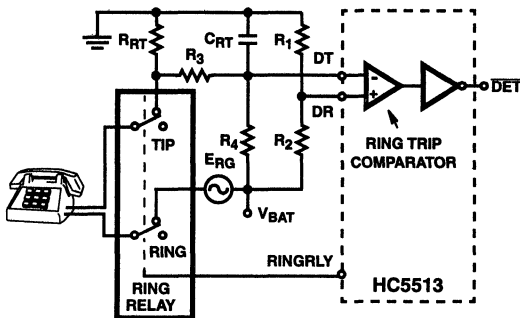 RRT
CRT
R1
R3
DT
DR
-
+
DET
TIP
R4
R2
RING TRIP
COMPARATOR
ERG
VBAT
RING
RINGRLY
RING
RELAY
HC5513